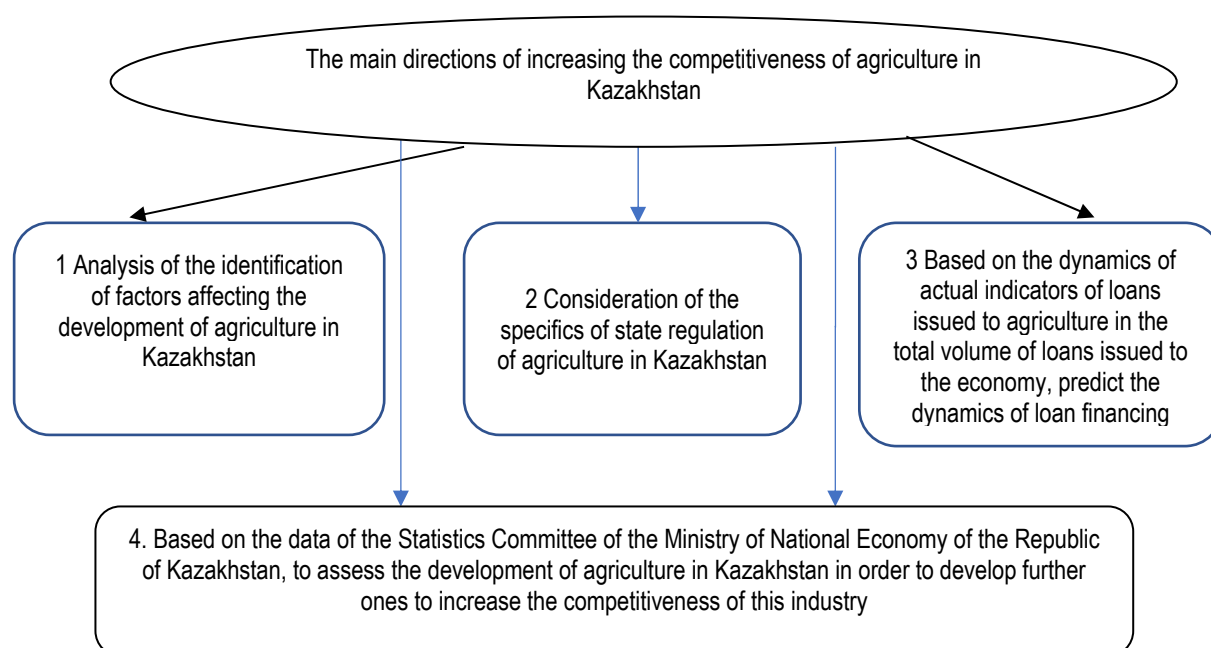 The main directions of increasing the competitiveness of agriculture in
Kazakhstan
1 Analysis of the identification
of factors affecting the
development of agriculture in
Kazakhstan
2 Consideration of the
specifics of state regulation
of agriculture in Kazakhstan
3 Based on the dynamics of
actual indicators of loans
issued to agriculture in the
total volume of loans issued to
the economy, predict the
dynamics of loan financing
4. Based on the data of the Statistics Committee of the Ministry of National Economy of the Republic
of Kazakhstan, to assess the development of agriculture in Kazakhstan in order to develop further
ones to increase the competitiveness of this industry